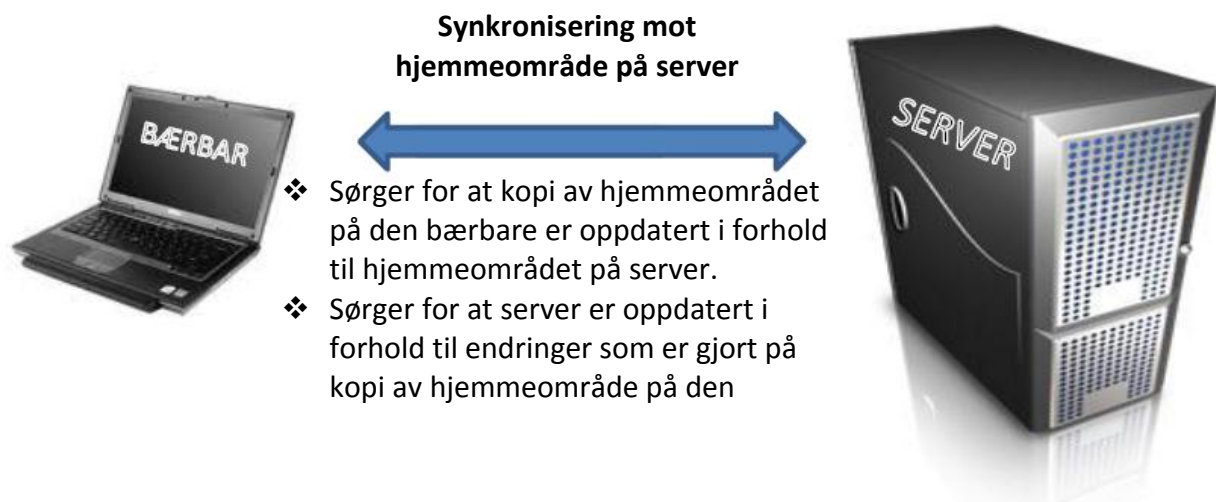 Synkronisering mot
hjemmeområde på server
BÆRBAR
SERVER
❖ Sørger for at kopi av hjemmeområdet
på den bærbare er oppdatert i forhold
til hjemmeområdet på server.
❖ Sørger for at server er oppdatert i
forhold til endringer som er gjort på
kopi av hjemmeområde på den